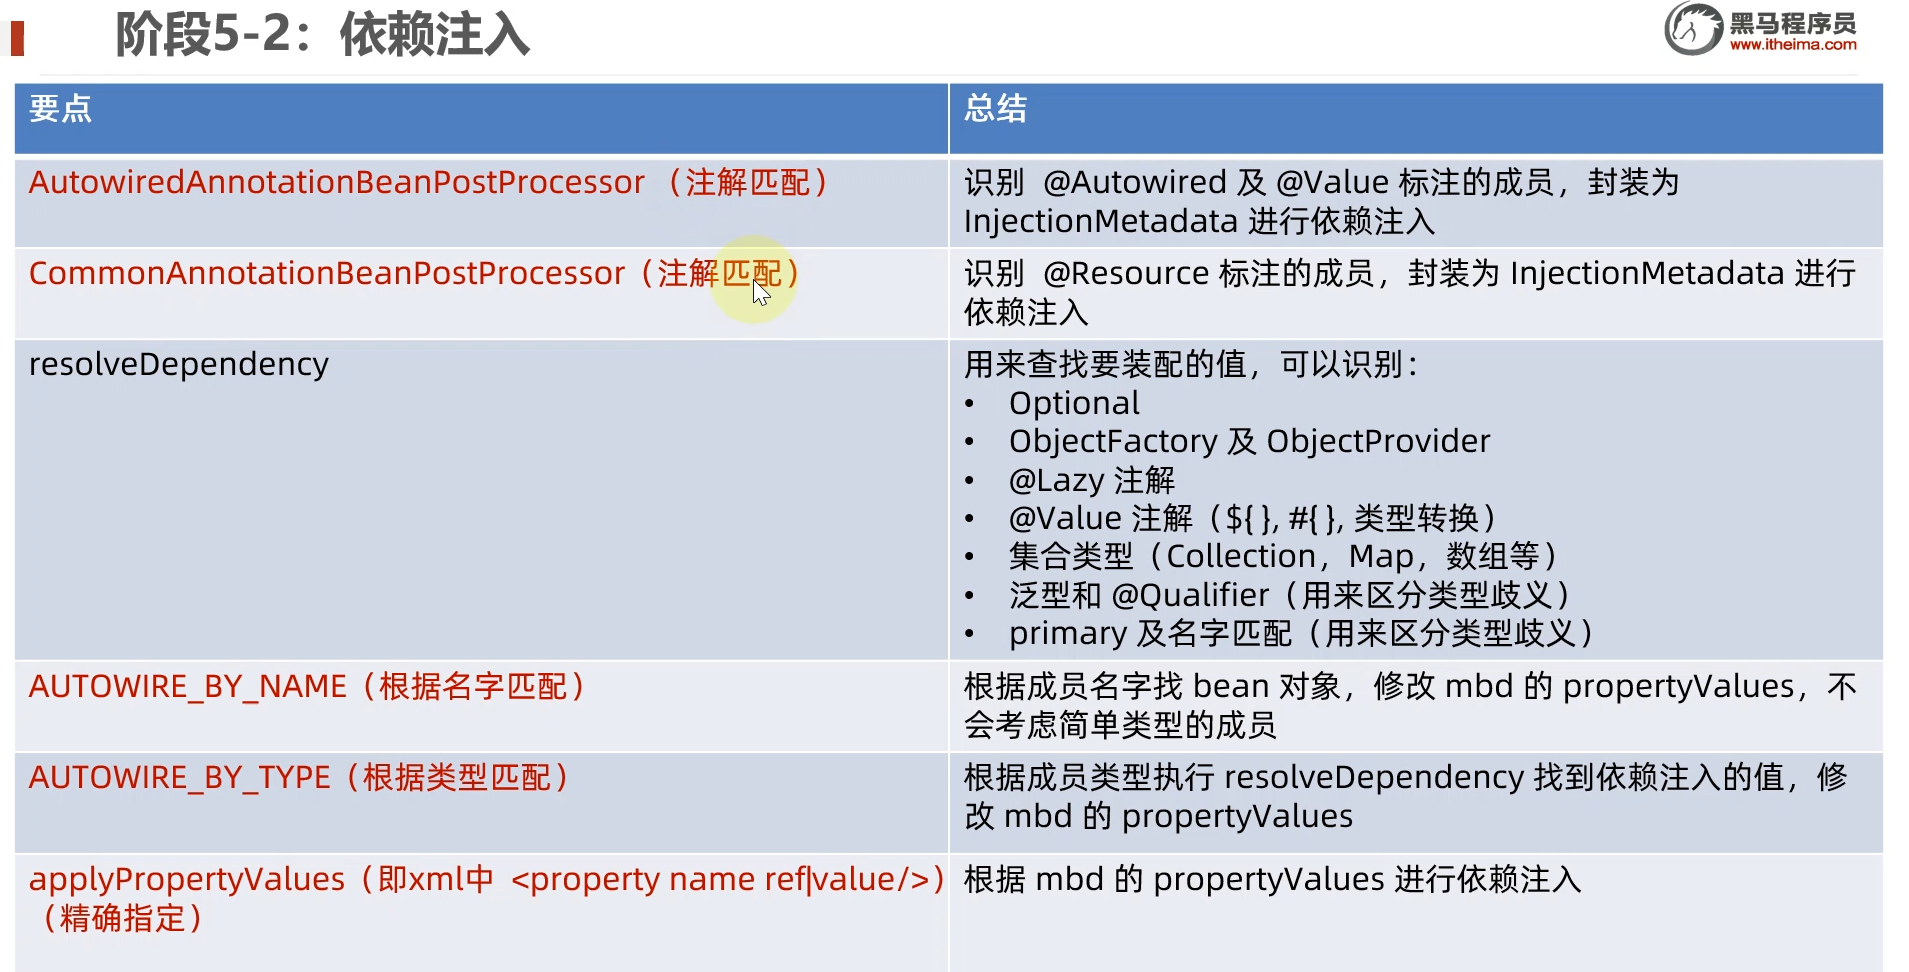 阶段5-2：依赖注入
黑马程序员
www.itheima.com
要点
总结
AutowiredAnnotationBeanPostProcessor （注解匹配）
识别 @Autowired 及 @Value 标注的成员，封装为
InjectionMetadata 进行依赖注入
CommonAnnotationBeanPostProcessor（注解匹配）
识别 @Resource 标注的成员，封装为 InjectionMetadata 进行
依赖注入
resolveDependency
用来查找要装配的值，可以识别：
• Optional
• ObjectFactory 及 ObjectProvider
• @Lazy 注解
• @Value 注解（${ }, #{ }, 类型转换）
• 集合类型（Collection，Map，数组等）
• 泛型和 @Qualifier（用来区分类型歧义）
• primary 及名字匹配（用来区分类型歧义）
AUTOWIRE_BY_NAME（根据名字匹配）
根据成员名字找 bean 对象，修改 mbd 的 propertyValues，不
会考虑简单类型的成员
AUTOWIRE_BY_TYPE（根据类型匹配）
根据成员类型执行 resolveDependency 找到依赖注入的值，修
改 mbd 的 propertyValues
applyPropertyValues（即xml中 <property name ref|value/>）
（精确指定）
根据 mbd 的 propertyValues 进行依赖注入